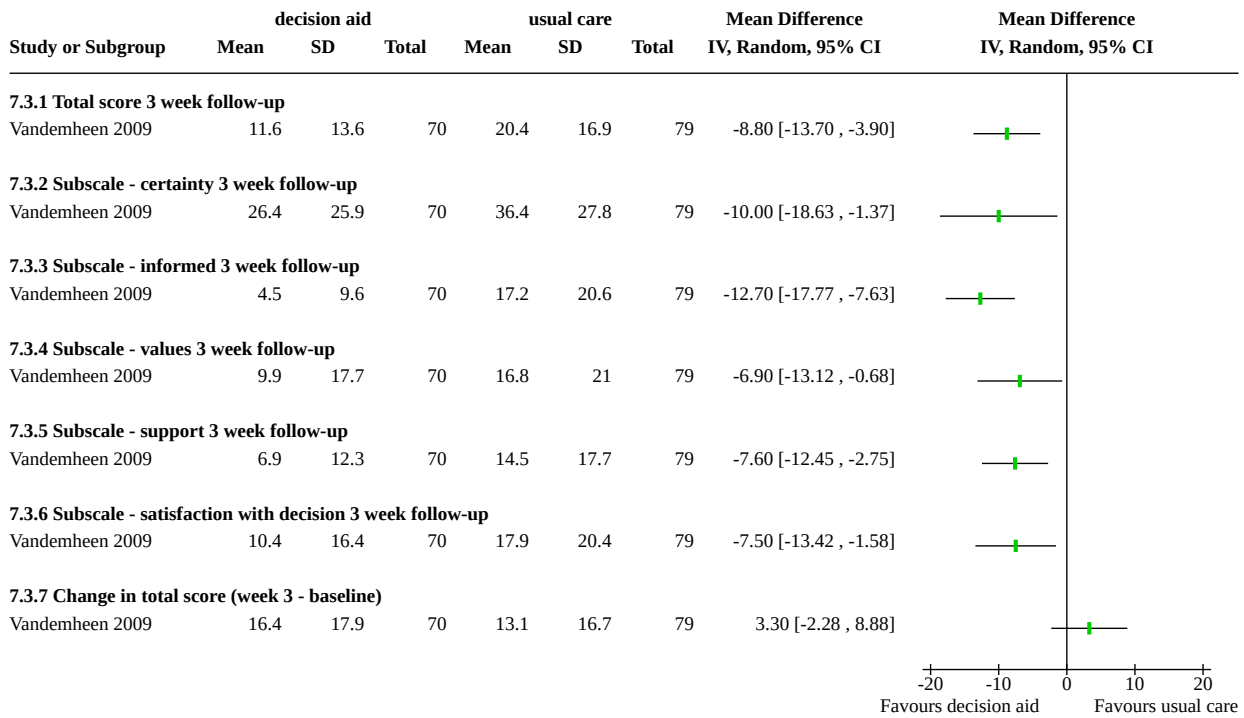 decision aid usual care Mean Difference Mean Difference
Study or Subgroup Mean SD Total Mean SD Total IV, Random, 95% CI IV, Random, 95% CI
7.3.1 Total score 3 week follow-up
Vandemheen 2009 11.6 13.6 70 20.4 16.9 79 -8.80 [-13.70 , -3.90]
7.3.2 Subscale - certainty 3 week follow-up
Vandemheen 2009 26.4 25.9 70 36.4 27.8 79 -10.00 [-18.63 , -1.37]
7.3.3 Subscale - informed 3 week follow-up
Vandemheen 2009 4.5 9.6 70 17.2 20.6 79 -12.70 [-17.77 , -7.63]
7.3.4 Subscale - values 3 week follow-up
Vandemheen 2009 9.9 17.7 70 16.8 21 79 -6.90 [-13.12 , -0.68]
7.3.5 Subscale - support 3 week follow-up
Vandemheen 2009 6.9 12.3 70 14.5 17.7 79 -7.60 [-12.45 , -2.75]
7.3.6 Subscale - satisfaction with decision 3 week follow-up
Vandemheen 2009 10.4 16.4 70 17.9 20.4 79 -7.50 [-13.42 , -1.58]
7.3.7 Change in total score (week 3 - baseline)
Vandemheen 2009 16.4 17.9 70 13.1 16.7 79 3.30 [-2.28 , 8.88]
-20 -10 0 10 20
Favours decision aid Favours usual care